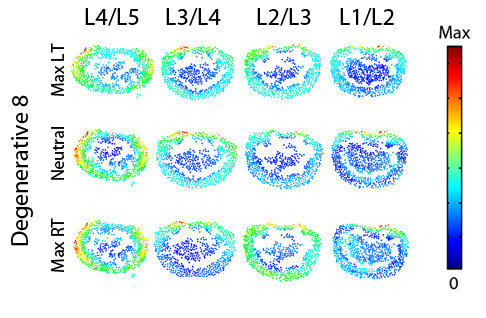 L4/L5 L3/L4 L2/L3 L1/L2
Max
Max LT
Neutral
Max RT
Degenerative 8
0